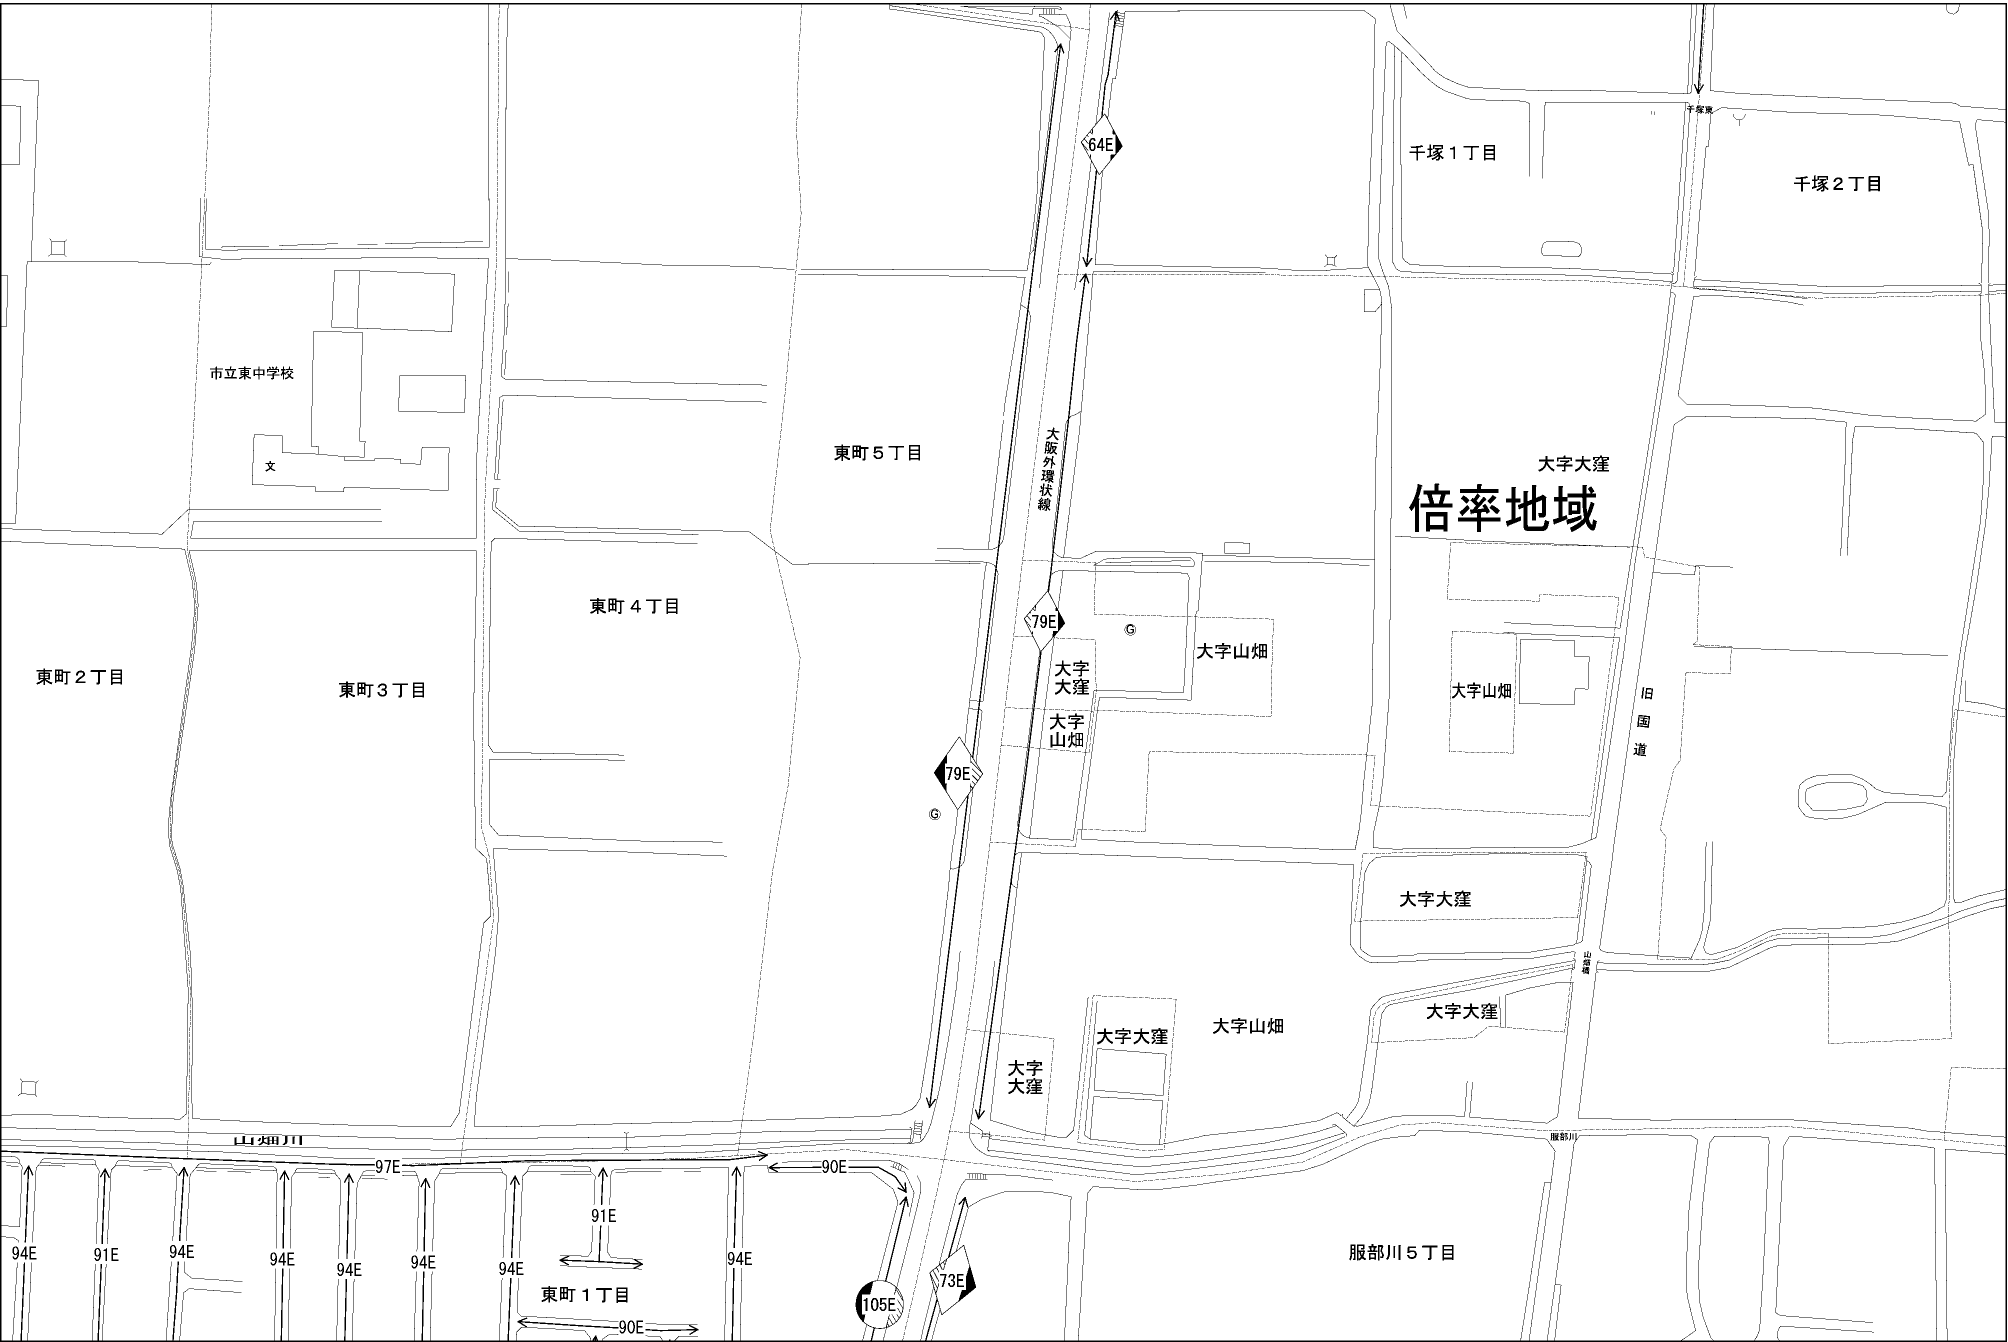 64E
千塚東
千塚１丁目
千塚２丁目
市立東中学校
文
東町５丁目
大阪外環状線
大字大窪
倍率地域
東町４丁目
79E
G
大字山畑
東町２丁目
東町３丁目
大字
大窪
大字山畑
旧国道
大字
山畑
79E
G
大字大窪
山畑橋
大字大窪
大字山畑
大字大窪
大字
大窪
山畑川
服部川
97E
90E
91E
94E
91E
94E
94E
94E
94E
94E
94E
服部川５丁目
73E
東町１丁目
105E
90E